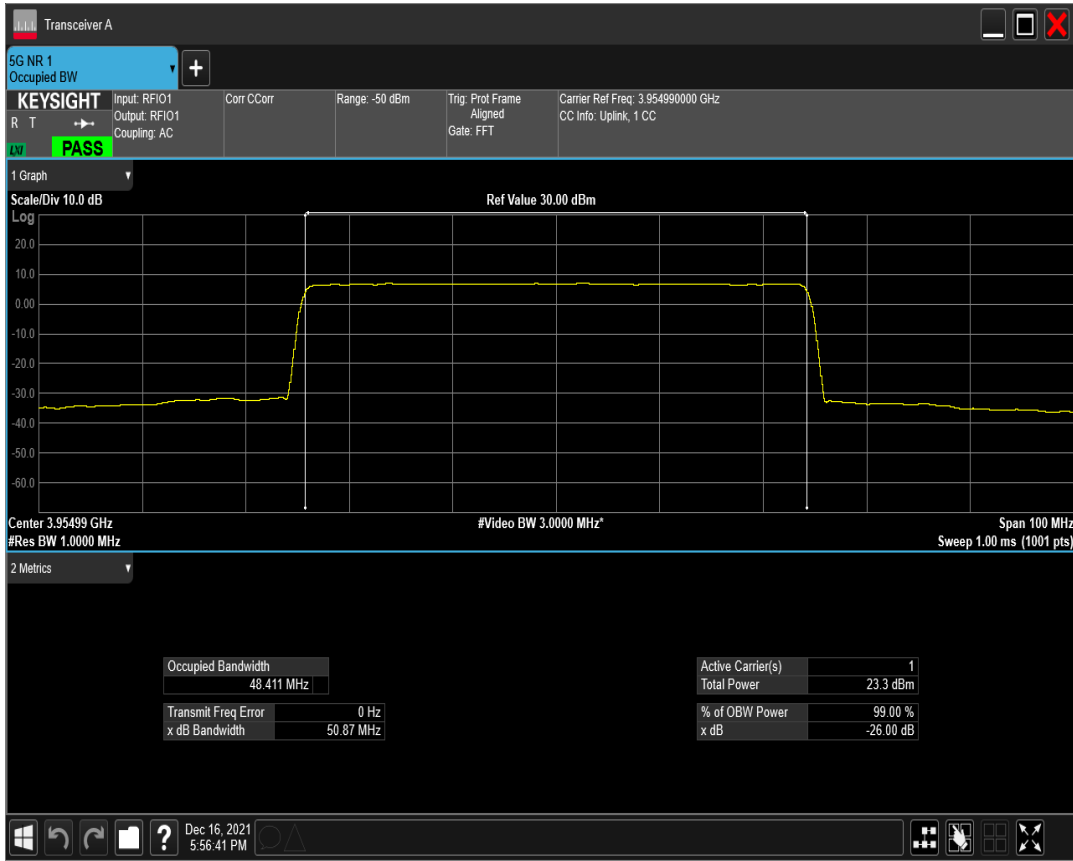 Transceiver A
5G NR 1
Occupied BW
+
KEYSIGHT
R T
LXI
PASS
Input: RFIO1
Output: RFIO1
Coupling: AC
Corr CCorr
Range: -50 dBm
Trig: Prot Frame
Aligned
Gate: FFT
Carrier Ref Freq: 3.954990000 GHz
CC Info: Uplink, 1 CC
1 Graph
Scale/Div 10.0 dB
Ref Value 30.00 dBm
Log
20.0
10.0
0.00
-10.0
-20.0
-30.0
-40.0
-50.0
-60.0
Center 3.95499 GHz
#Video BW 3.0000 MHz*
Span 100 MHz
#Res BW 1.0000 MHz
Sweep 1.00 ms (1001 pts)
2 Metrics
Occupied Bandwidth
48.411 MHz
Transmit Freq Error 0 Hz
x dB Bandwidth 50.87 MHz
Active Carrier(s) 1
Total Power 23.3 dBm
% of OBW Power 99.00 %
x dB -26.00 dB
?
Dec 16, 2021
5:56:41 PM